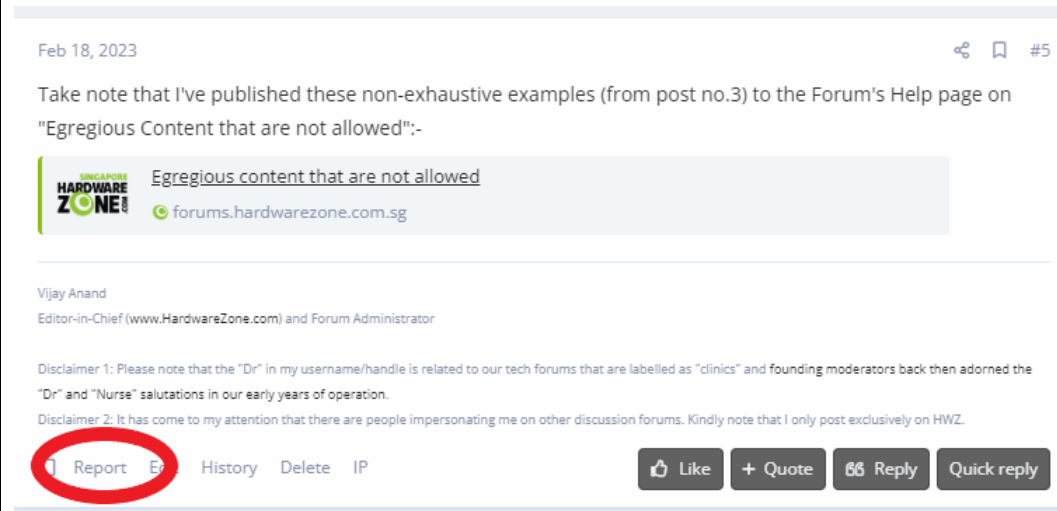 Feb 18, 2023
#5
Take note that I've published these non-exhaustive examples (from post no.3) to the Forum's Help page on
"Egregious Content that are not allowed":-
SINGAPORE
HARDWARE
ZONE.COM
Egregious content that are not allowed
forums.hardwarezone.com.sg
Vijay Anand
Editor-in-Chief (www.HardwareZone.com) and Forum Administrator
Disclaimer 1: Please note that the "Dr" in my username/handle is related to our tech forums that are labelled as "clinics" and founding moderators back then adorned the
"Dr" and "Nurse" salutations in our early years of operation.
Disclaimer 2: It has come to my attention that there are people impersonating me on other discussion forums. Kindly note that I only post exclusively on HWZ.
Report History Delete IP Like + Quote Reply Quick reply